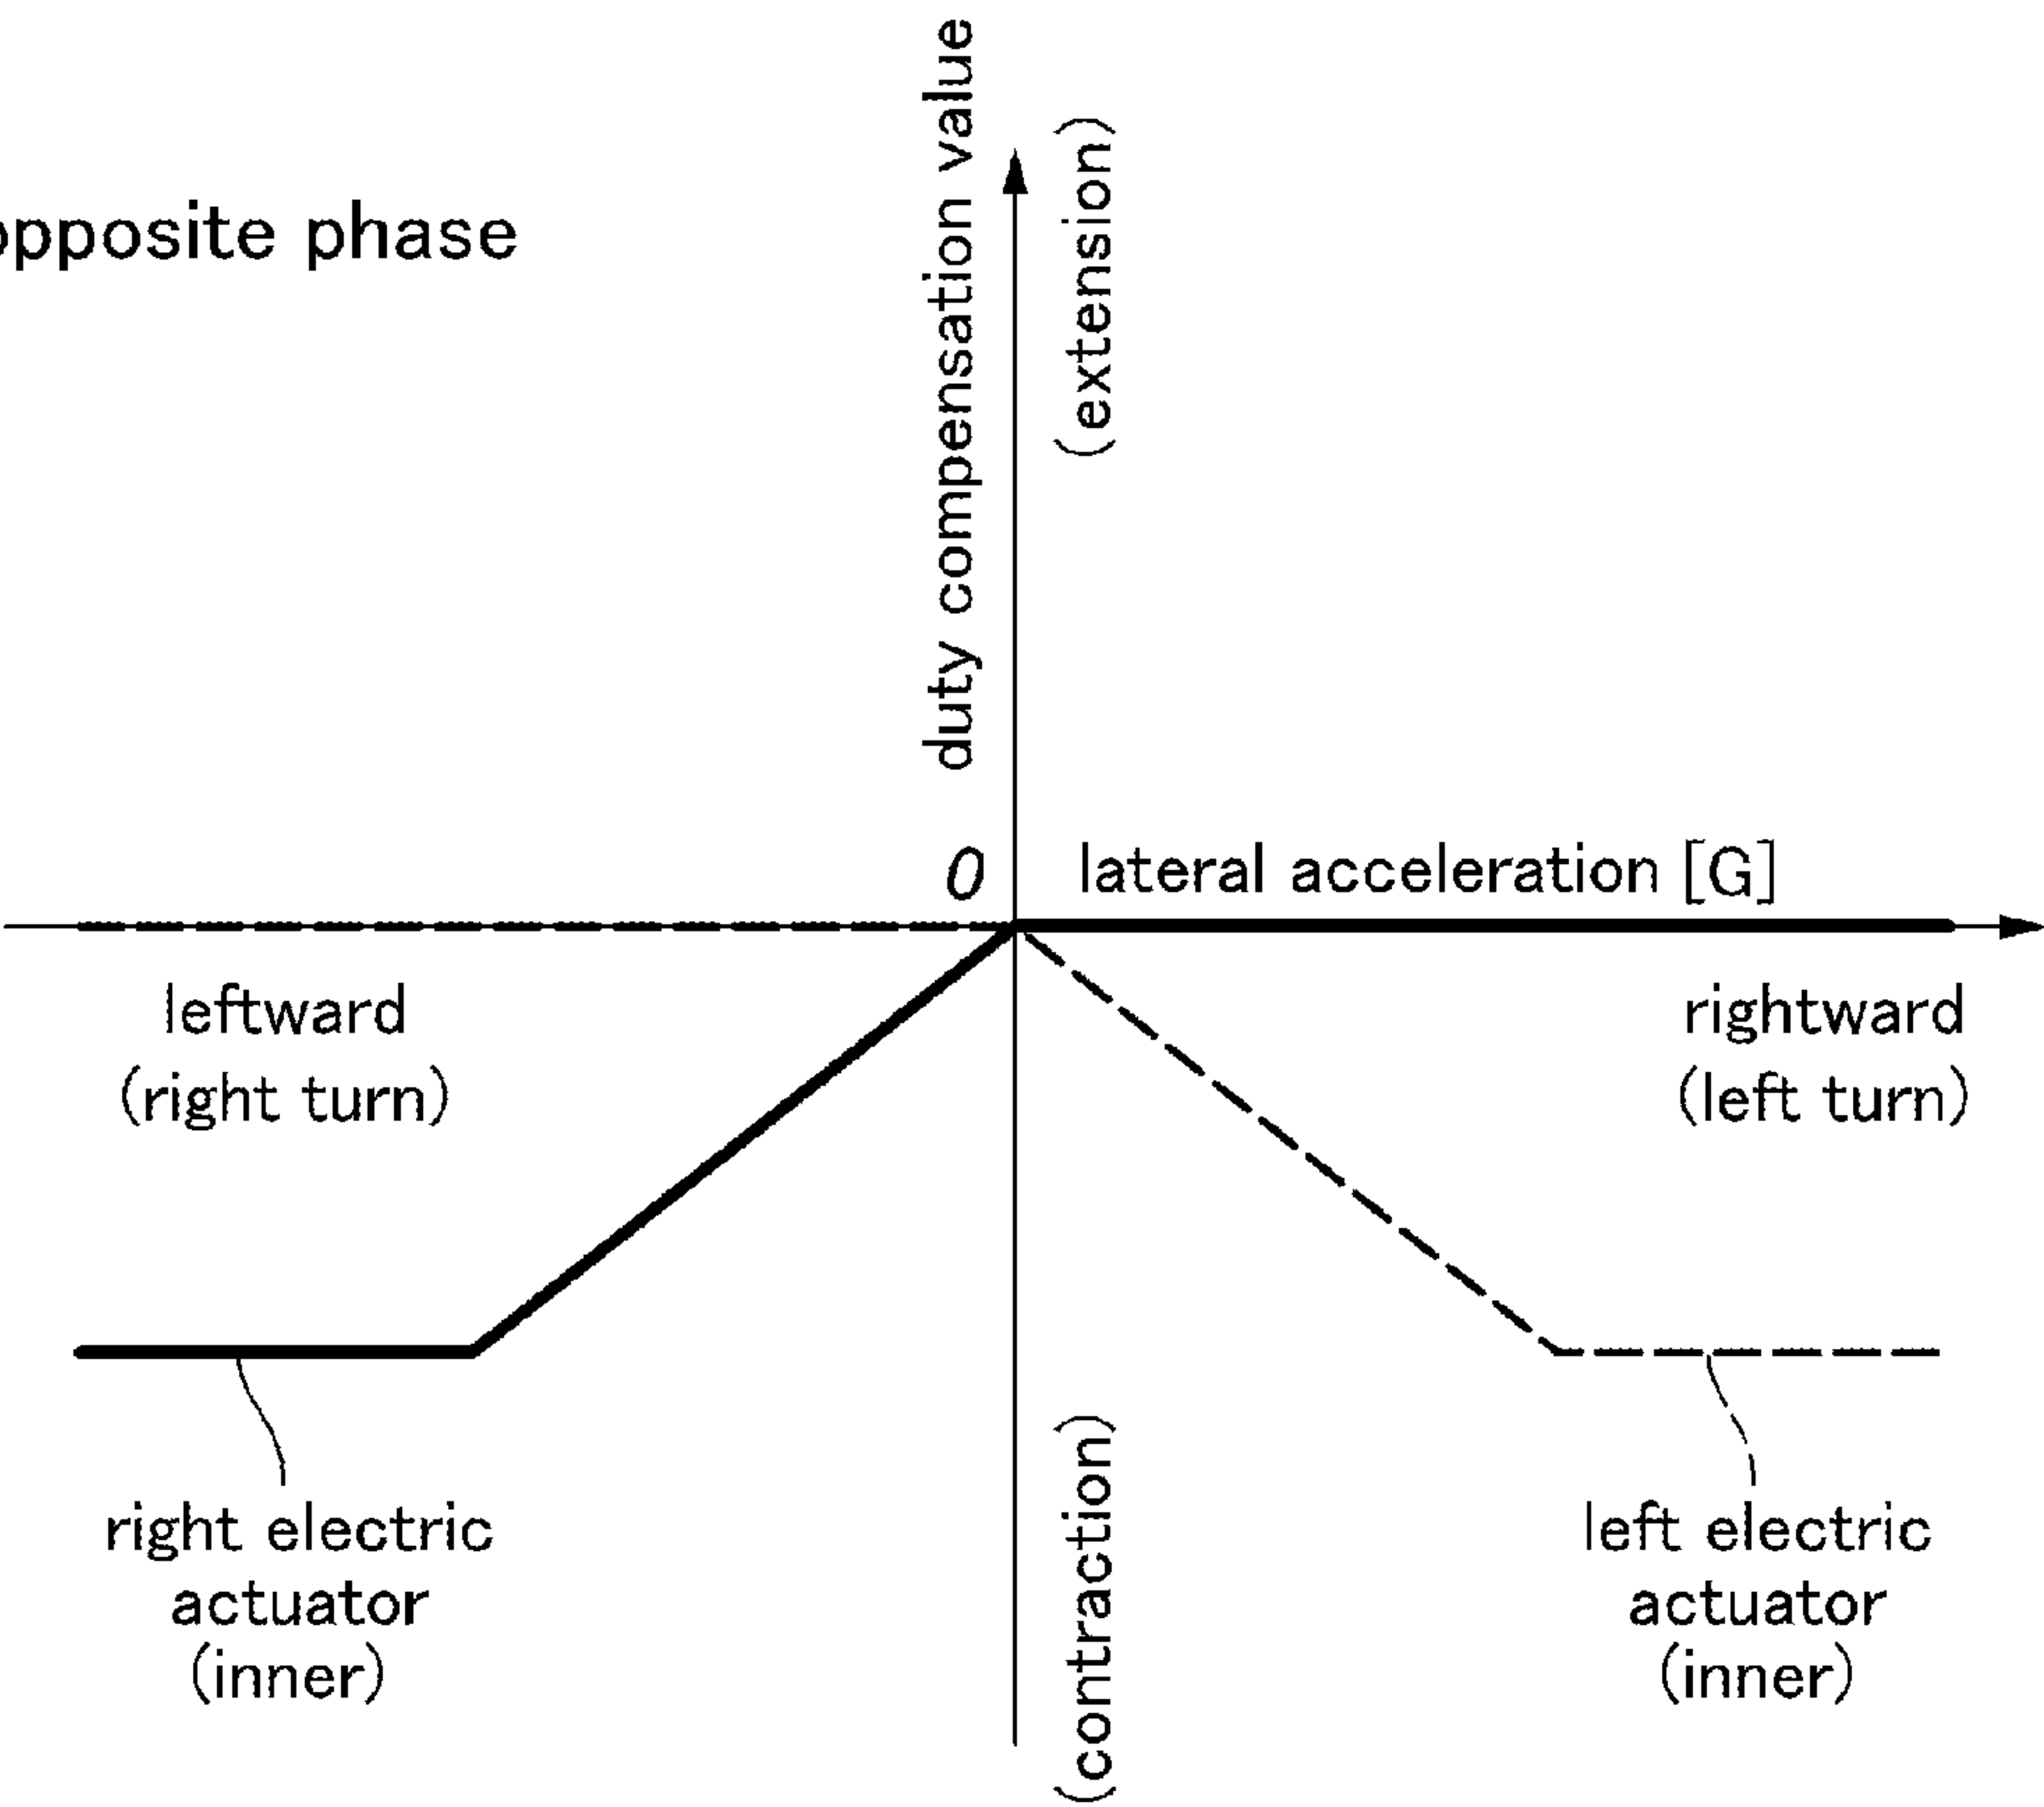 opposite phase
duty compensation value
(extension)
0
lateral acceleration [G]
leftward
(right turn)
rightward
(left turn)
right electric
actuator
(inner)
left electric
actuator
(inner)
(contraction)